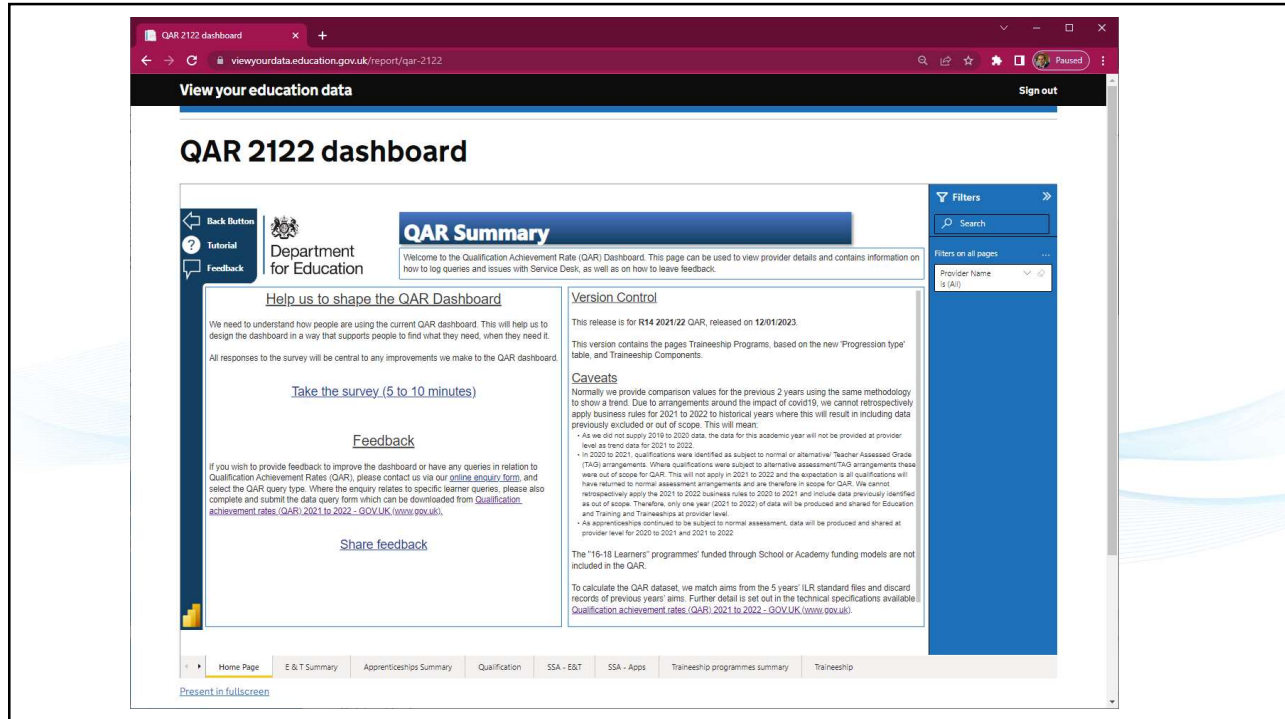 QAR 2122 dashboard
viewyourdata.education.gov.uk/report/qar-2122
Paused
View your education data
Sign out
QAR 2122 dashboard
Back Button
Tutorial
Feedback
Department
for Education
QAR Summary
Welcome to the Qualification Achievement Rate (QAR) Dashboard. This page can be used to view provider details and contains information on
how to log queries and issues with Service Desk, as well as on how to leave feedback.
Help us to shape the QAR Dashboard
We need to understand how people are using the current QAR dashboard. This will help us to
design the dashboard in a way that supports people to find what they need, when they need it.
All responses to the survey will be central to any improvements we make to the QAR dashboard.
Take the survey (5 to 10 minutes)
Feedback
If you wish to provide feedback to improve the dashboard or have any queries in relation to
Qualification Achievement Rates (QAR), please contact us via our online enquiry form, and
select the QAR query type. Where the enquiry relates to specific learner queries, please also
complete and submit the data query form which can be downloaded from Qualification
achievement rates (QAR) 2021 to 2022 - GOV.UK (www.gov.uk).
Share feedback
Version Control
This release is for R14 2021/22 QAR, released on 12/01/2023.
This version contains the pages Traineeship Programs, based on the new 'Progression type'
table, and Traineeship Components.
Caveats
Normally we provide comparison values for the previous 2 years using the same methodology
to show a trend. Due to arrangements around the impact of covid19, we cannot retrospectively
apply business rules for 2021 to 2022 to historical years where this will result in including data
previously excluded or out of scope. This will mean:
• As we did not supply 2019 to 2020 data, the data for this academic year will not be provided at provider
level as trend data for 2021 to 2022.
• In 2020 to 2021, qualifications were identified as subject to normal or alternative/ Teacher Assessed Grade
(TAG) arrangements. Where qualifications were subject to alternative assessment/TAG arrangements these
were out of scope for QAR. This will not apply in 2021 to 2022 and the expectation is all qualifications will
have returned to normal assessment arrangements and are therefore in scope for QAR. We cannot
retrospectively apply the 2021 to 2022 business rules to 2020 to 2021 and include data previously identified
as out of scope. Therefore, only one year (2021 to 2022) of data will be produced and shared for Education
and Training and Traineeships at provider level.
• As apprenticeships continued to be subject to normal assessment, data will be produced and shared at
provider level for 2020 to 2021 and 2021 to 2022
The "16-18 Learners" programmes' funded through School or Academy funding models are not
included in the QAR.
To calculate the QAR dataset, we match aims from the 5 years' ILR standard files and discard
records of previous years' aims. Further detail is set out in the technical specifications available
Qualification achievement rates (QAR) 2021 to 2022 - GOV.UK (www.gov.uk).
Filters
Search
Filters on all pages
...
Provider Name
is (All)
Home Page
E & T Summary
Apprenticeships Summary
Qualification
SSA - E&T
SSA - Apps
Traineeship programmes summary
Traineeship
Present in fullscreen